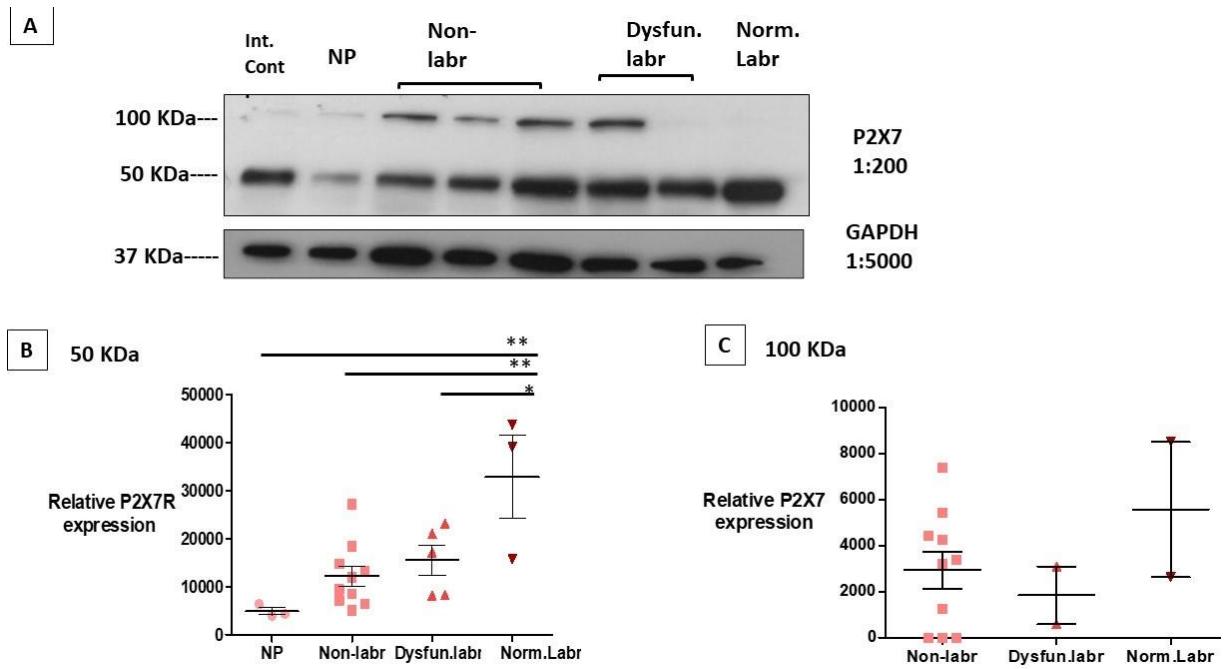 A
Int.
Cont
NP
Non-
labr
Dysfun.
labr
Norm.
Labr
100 KDa---
50 KDa----
37 KDa-----
P2X7
1:200
GAPDH
1:5000
B
50 KDa
**
**
*
50000
40000
30000
20000
10000
0
Relative P2X7R
expression
NP
Non-labr
Dysfun.labr
Norm.Labr
C
100 KDa
10000
8000
6000
4000
2000
0
Relative P2X7
expression
Non-labr
Dysfun.labr
Norm.Labr